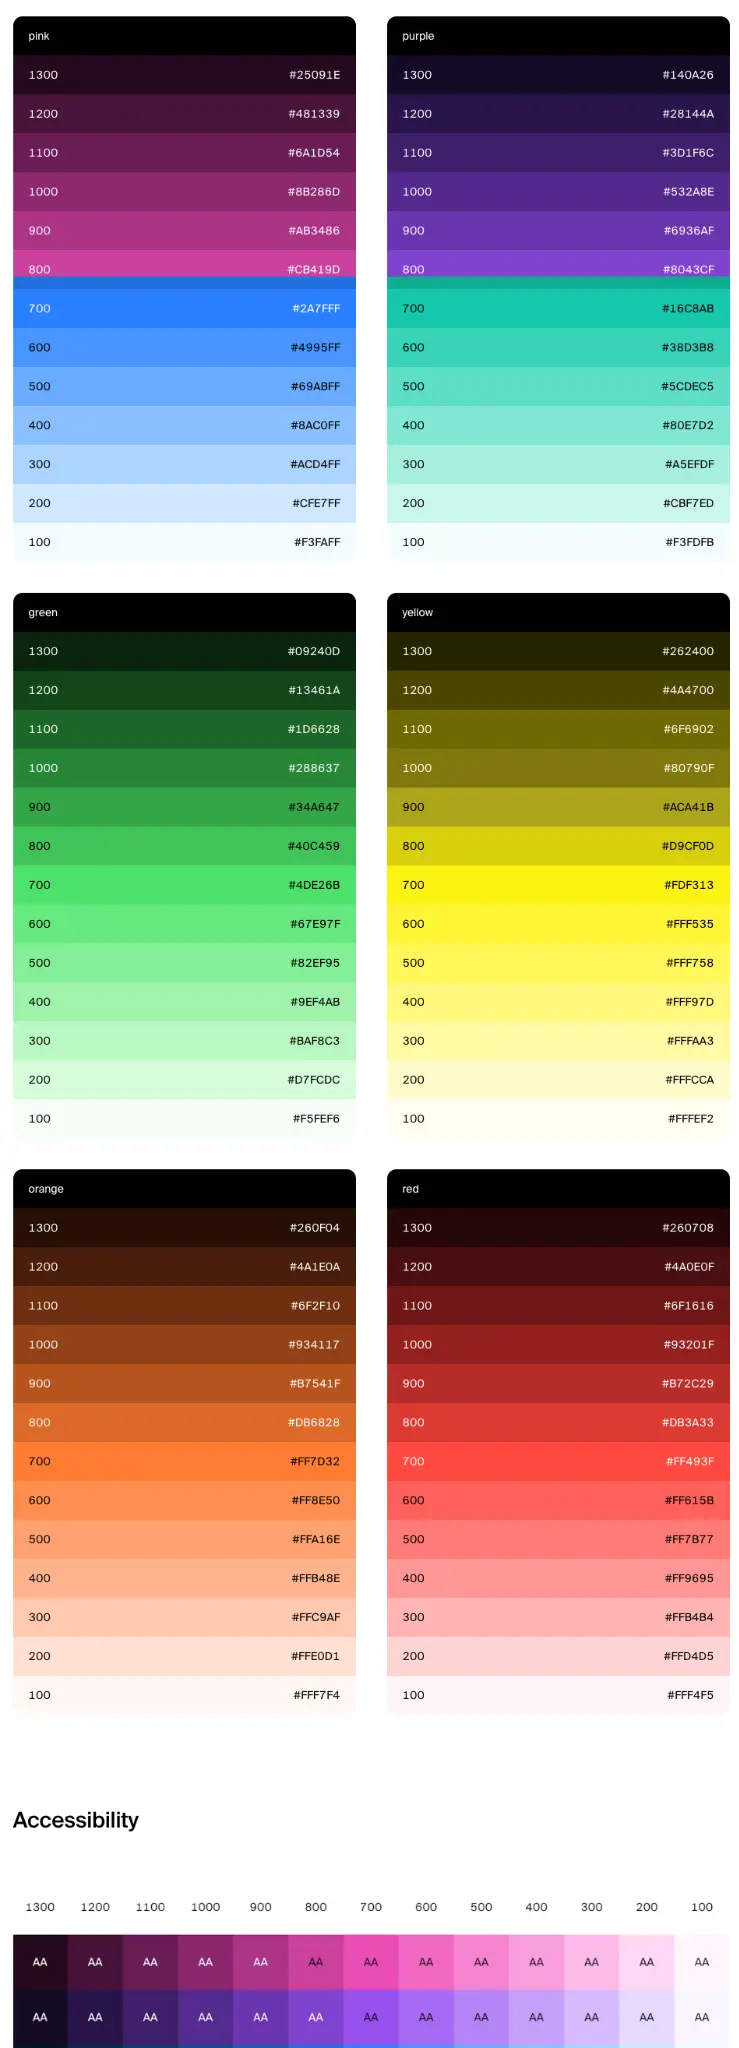 pink
1300 #25091E
1200 #481339
1100 #6A1D54
1000 #8B286D
900 #AB3486
800 #CB419D
700 #2A7FFF
600 #4995FF
500 #69ABFF
400 #8AC0FF
300 #ACD4FF
200 #CFE7FF
100 #F3FAFF
purple
1300 #140A26
1200 #28144A
1100 #3D1F6C
1000 #532A8E
900 #6936AF
800 #8043CF
700 #16C8AB
600 #38D3B8
500 #5CDEC5
400 #80E7D2
300 #A5EFDF
200 #CBF7ED
100 #F3FDFB
green
1300 #09240D
1200 #13461A
1100 #1D6628
1000 #288637
900 #34A647
800 #40C459
700 #4DE26B
600 #67E97F
500 #82EF95
400 #9EF4AB
300 #BAF8C3
200 #D7FCDC
100 #F5FEF6
yellow
1300 #262400
1200 #4A4700
1100 #6F6902
1000 #80790F
900 #ACA41B
800 #D9CF0D
700 #FDF313
600 #FFF535
500 #FFF758
400 #FFF97D
300 #FFFAA3
200 #FFFCCA
100 #FFFEF2
orange
1300 #260F04
1200 #4A1E0A
1100 #6F2F10
1000 #934117
900 #B7541F
800 #DB6828
700 #FF7D32
600 #FF8E50
500 #FFA16E
400 #FFB48E
300 #FFC9AF
200 #FFE0D1
100 #FFF7F4
red
1300 #260708
1200 #4A0E0F
1100 #6F1616
1000 #93201F
900 #B72C29
800 #DB3A33
700 #FF493F
600 #FF615B
500 #FF7B77
400 #FF9695
300 #FFB4B4
200 #FFD4D5
100 #FFF4F5
Accessibility
1300 1200 1100 1000 900 800 700 600 500 400 300 200 100
AA AA AA AA AA AA AA AA AA AA AA AA AA
AA AA AA AA AA AA AA AA AA AA AA AA AA